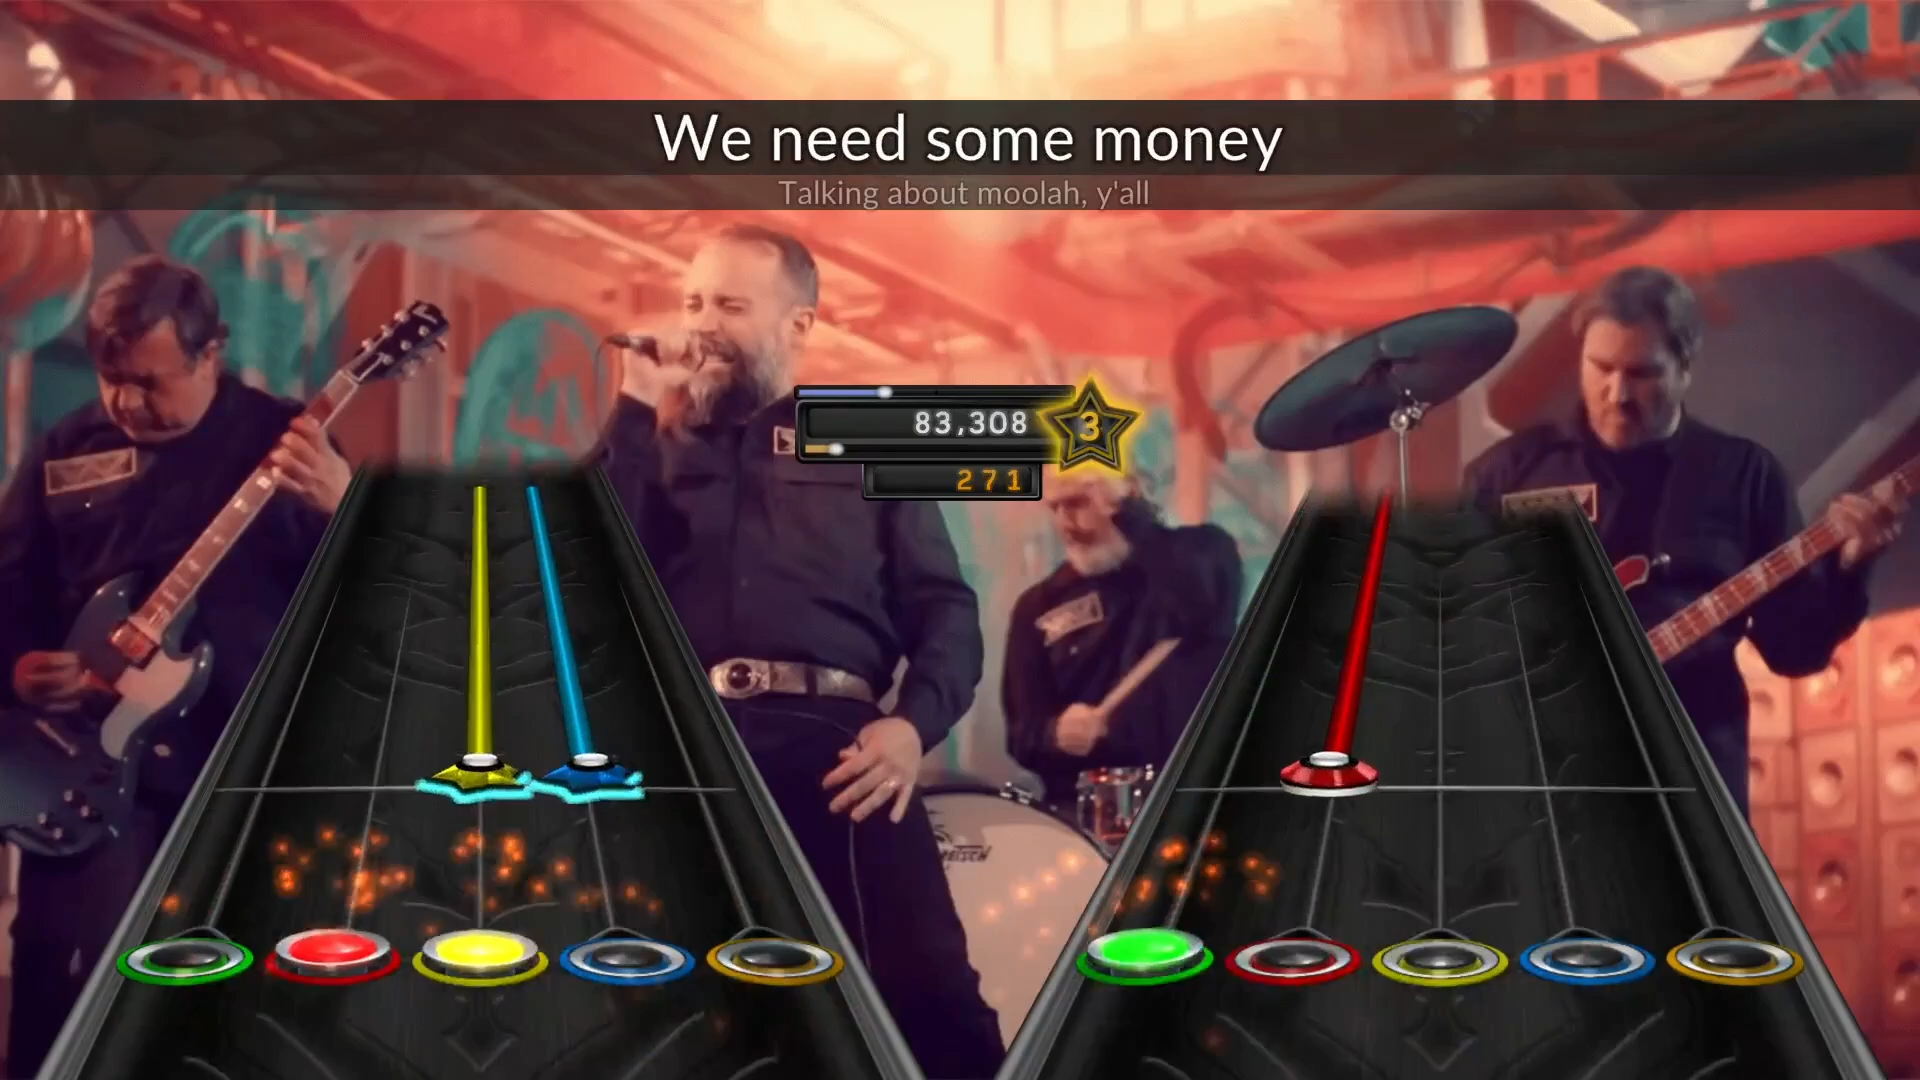 We need some money
Talking about moolah, y'all
83,308
3
271